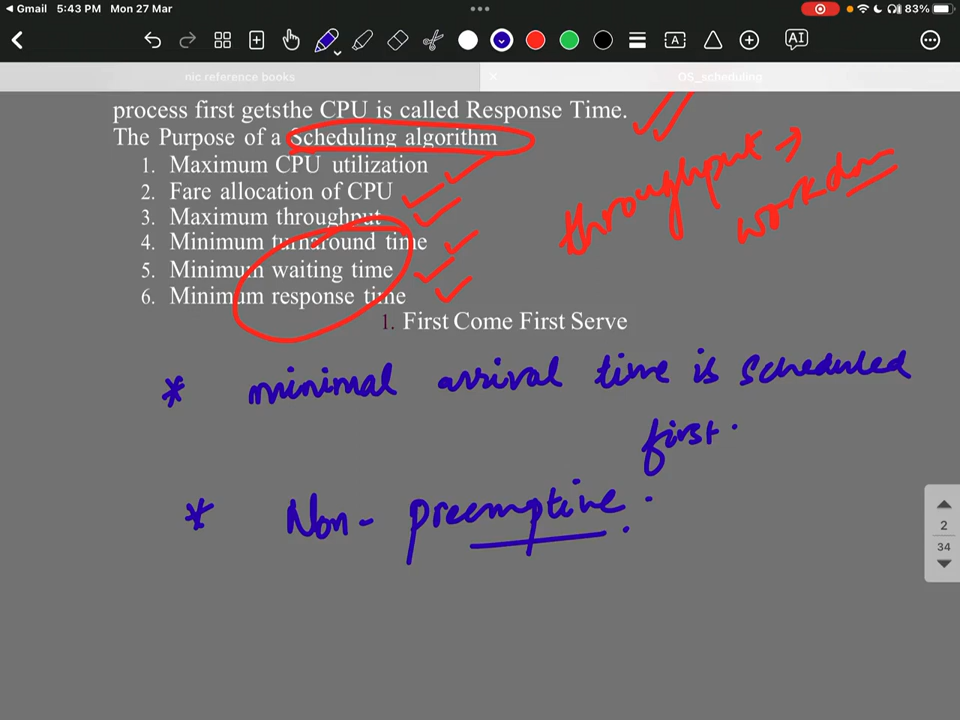 Gmail 5:43 PM Mon 27 Mar 83%
AI
nic reference books
OS_scheduling
process first getsthe CPU is called Response Time.
The Purpose of a Scheduling algorithm
1. Maximum CPU utilization
2. Fare allocation of CPU
3. Maximum throughput
4. Minimum turnaround time
5. Minimum waiting time
6. Minimum response time
throughput →
workdone
1. First Come First Serve
* minimal arrival time is scheduled
first.
* Non-preemptive.
2
34